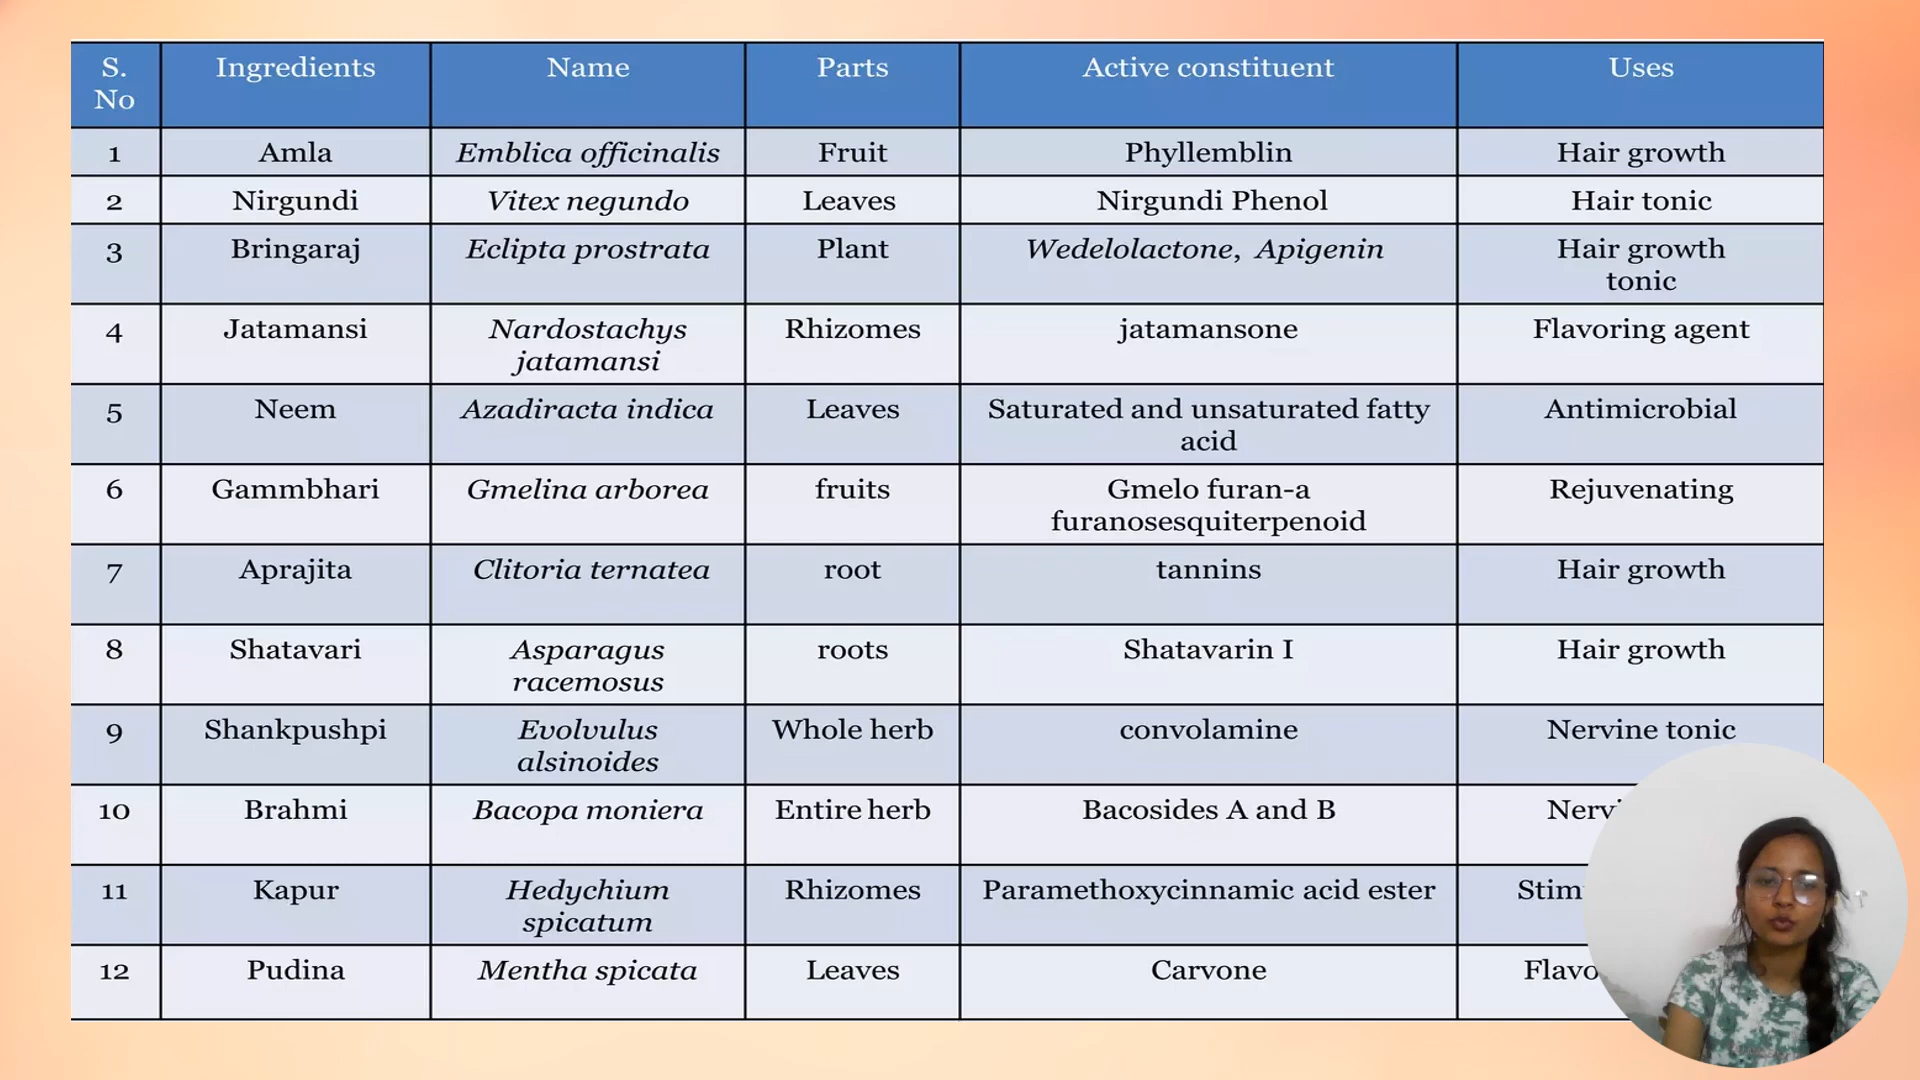 S. No Ingredients Name Parts Active constituent Uses
1 Amla Emblica officinalis Fruit Phyllemblin Hair growth
2 Nirgundi Vitex negundo Leaves Nirgundi Phenol Hair tonic
3 Bringaraj Eclipta prostrata Plant Wedelolactone, Apigenin Hair growth tonic
4 Jatamansi Nardostachys jatamansi Rhizomes jatamansone Flavoring agent
5 Neem Azadiracta indica Leaves Saturated and unsaturated fatty acid Antimicrobial
6 Gammbhari Gmelina arborea fruits Gmelo furan-a furanosesquiterpenoid Rejuvenating
7 Aprajita Clitoria ternatea root tannins Hair growth
8 Shatavari Asparagus racemosus roots Shatavarin I Hair growth
9 Shankpushpi Evolvulus alsinoides Whole herb convolamine Nervine tonic
10 Brahmi Bacopa moniera Entire herb Bacosides A and B
11 Kapur Hedychium spicatum Rhizomes Paramethoxycinnamic acid ester
12 Pudina Mentha spicata Leaves Carvone